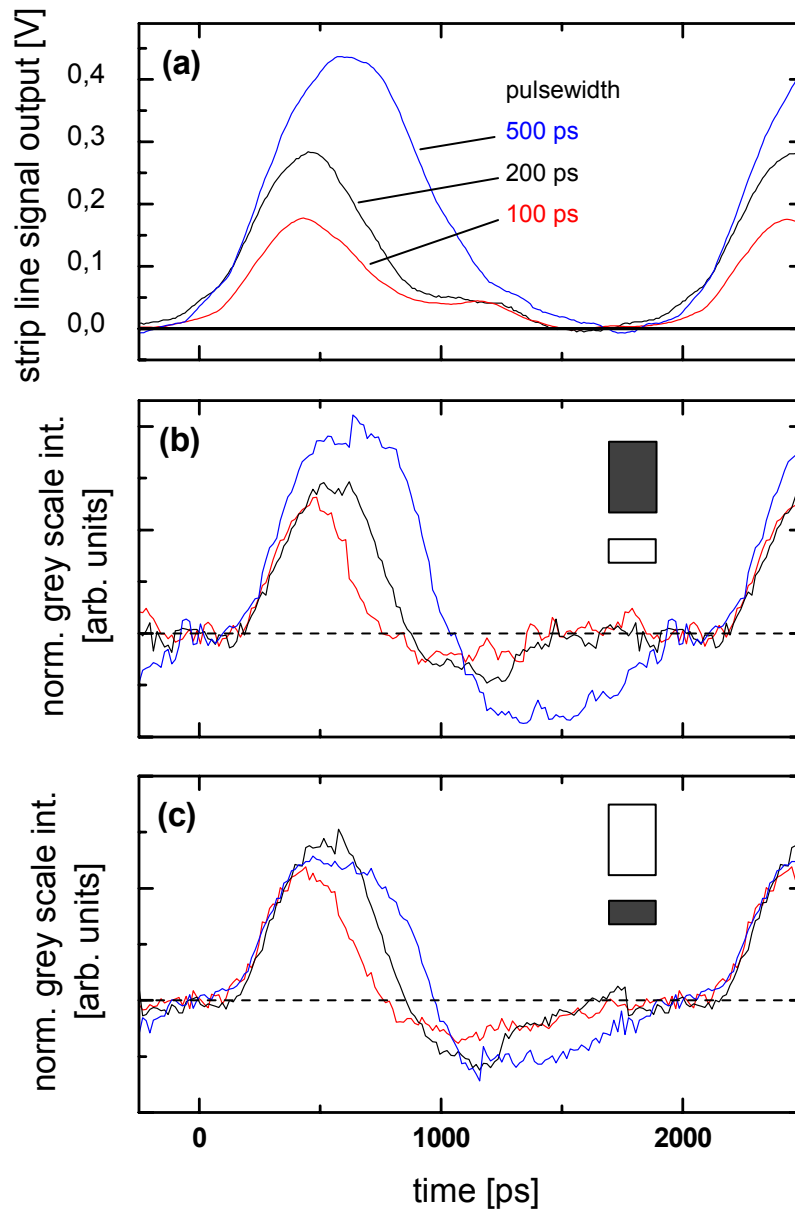 strip line signal output [V]
0,4
0,3
0,2
0,1
0,0
(a)
pulsewidth
500 ps
200 ps
100 ps
norm. grey scale int.
[arb. units]
(b)
norm. grey scale int.
[arb. units]
(c)
0
1000
2000
time [ps]